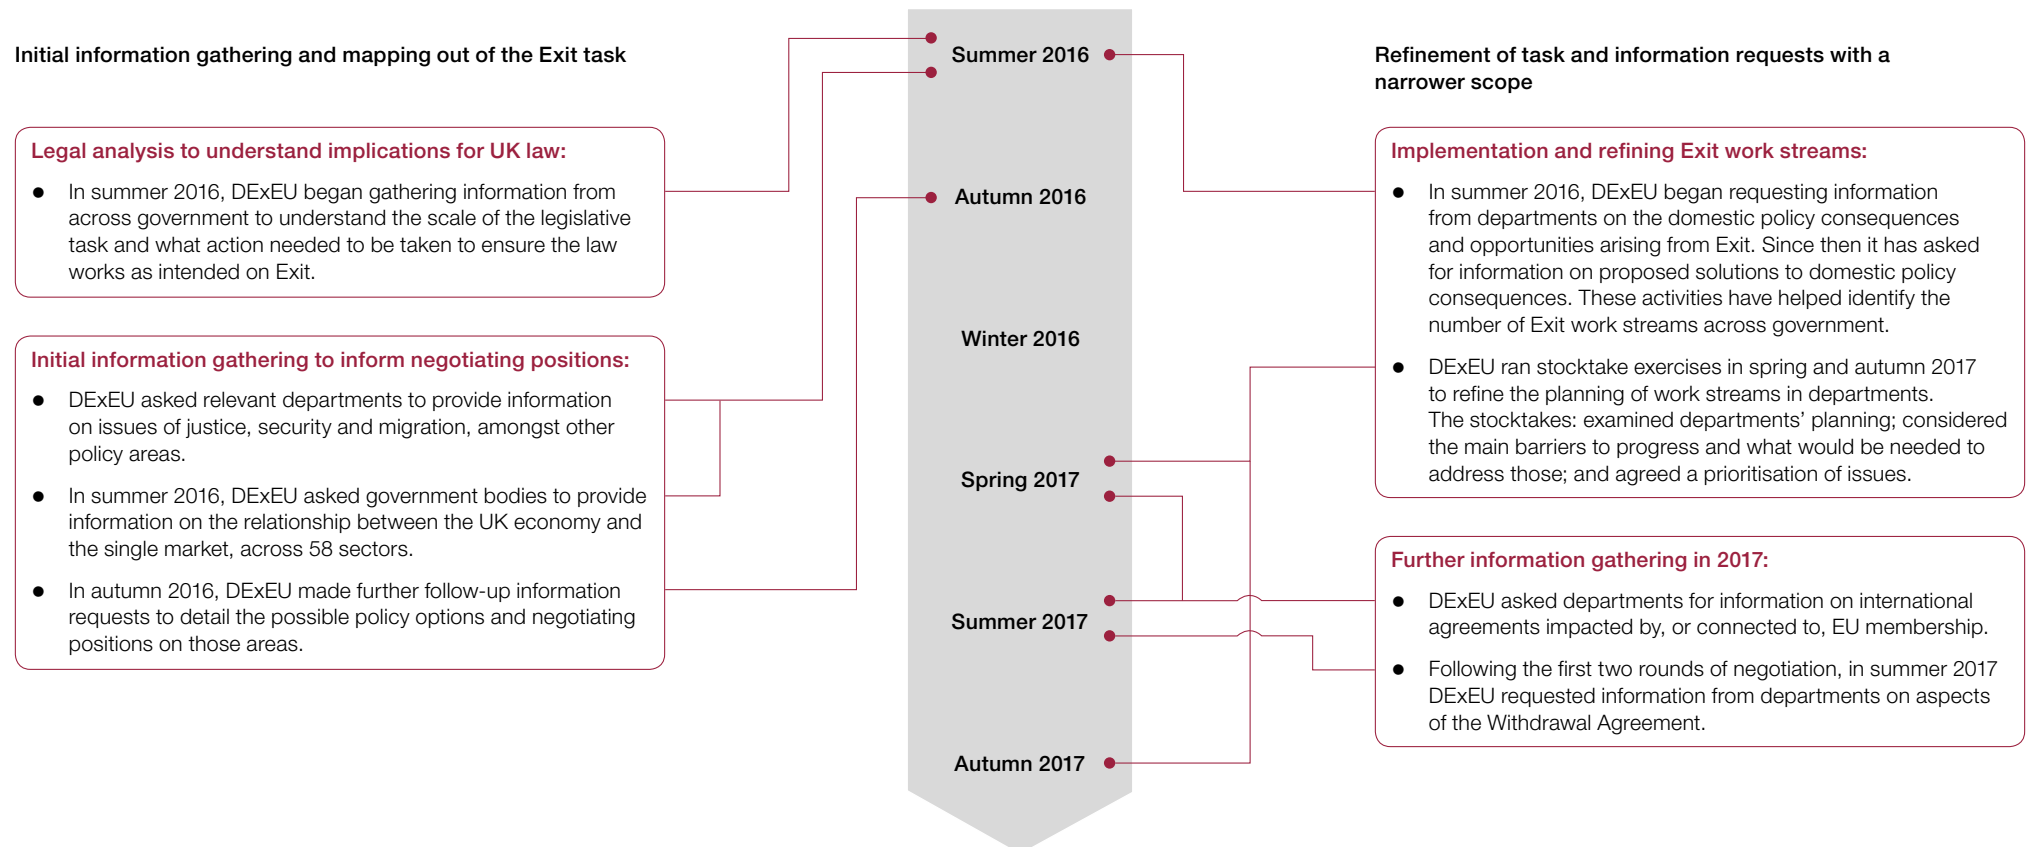 Initial information gathering and mapping out of the Exit task
Legal analysis to understand implications for UK law:
● In summer 2016, DExEU began gathering information from
across government to understand the scale of the legislative
task and what action needed to be taken to ensure the law
works as intended on Exit.
Initial information gathering to inform negotiating positions:
● DExEU asked relevant departments to provide information
on issues of justice, security and migration, amongst other
policy areas.
● In summer 2016, DExEU asked government bodies to provide
information on the relationship between the UK economy and
the single market, across 58 sectors.
● In autumn 2016, DExEU made further follow-up information
requests to detail the possible policy options and negotiating
positions on those areas.
Summer 2016
Autumn 2016
Winter 2016
Spring 2017
Summer 2017
Autumn 2017
Refinement of task and information requests with a
narrower scope
Implementation and refining Exit work streams:
● In summer 2016, DExEU began requesting information
from departments on the domestic policy consequences
and opportunities arising from Exit. Since then it has asked
for information on proposed solutions to domestic policy
consequences. These activities have helped identify the
number of Exit work streams across government.
● DExEU ran stocktake exercises in spring and autumn 2017
to refine the planning of work streams in departments.
The stocktakes: examined departments’ planning; considered
the main barriers to progress and what would be needed to
address those; and agreed a prioritisation of issues.
Further information gathering in 2017:
● DExEU asked departments for information on international
agreements impacted by, or connected to, EU membership.
● Following the first two rounds of negotiation, in summer 2017
DExEU requested information from departments on aspects
of the Withdrawal Agreement.